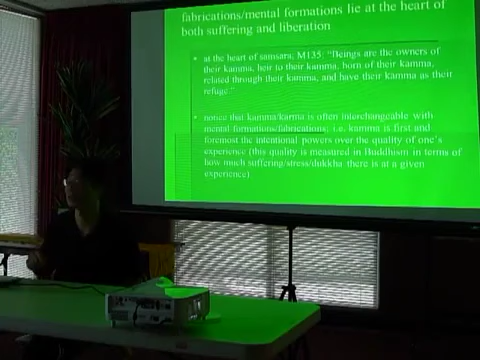 fabrications/mental formations lie at the heart of
both suffering and liberation
• at the heart of samsara, M135: “Beings are the owners of
their kamma, heir to their kamma, born of their kamma,
related through their kamma, and have their kamma as their
refuge”
• notice that kamma/karma is often interchangeable with
mental formations/fabrications; i.e. kamma is first and
foremost the intentional powers over the quality of one's
experience (this quality is measured in Buddhism in terms of
how much suffering/stress/dukkha there is at a given
experience)